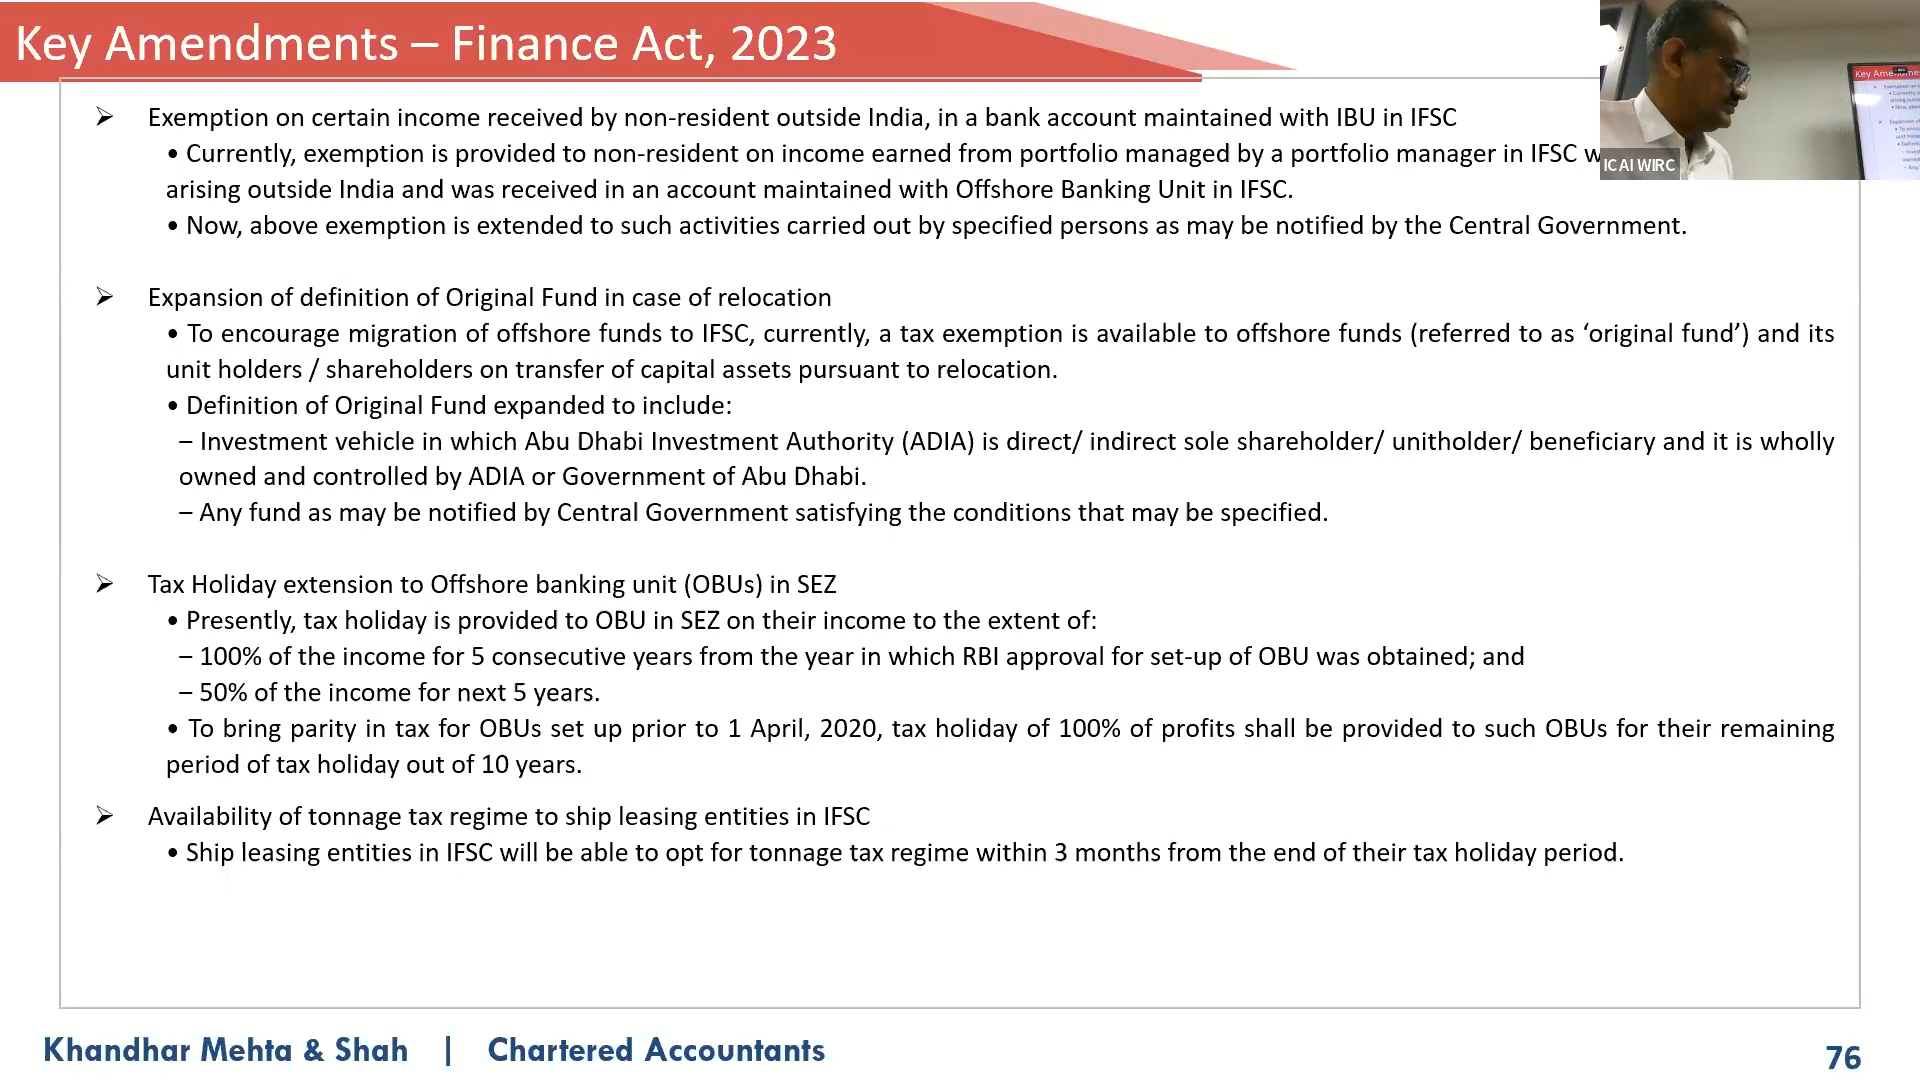 Key Amendments – Finance Act, 2023
➢ Exemption on certain income received by non-resident outside India, in a bank account maintained with IBU in IFSC
• Currently, exemption is provided to non-resident on income earned from portfolio managed by a portfolio manager in IFSC
arising outside India and was received in an account maintained with Offshore Banking Unit in IFSC.
• Now, above exemption is extended to such activities carried out by specified persons as may be notified by the Central Government.
➢ Expansion of definition of Original Fund in case of relocation
• To encourage migration of offshore funds to IFSC, currently, a tax exemption is available to offshore funds (referred to as ‘original fund’) and its
unit holders / shareholders on transfer of capital assets pursuant to relocation.
• Definition of Original Fund expanded to include:
– Investment vehicle in which Abu Dhabi Investment Authority (ADIA) is direct/ indirect sole shareholder/ unitholder/ beneficiary and it is wholly
owned and controlled by ADIA or Government of Abu Dhabi.
– Any fund as may be notified by Central Government satisfying the conditions that may be specified.
➢ Tax Holiday extension to Offshore banking unit (OBUs) in SEZ
• Presently, tax holiday is provided to OBU in SEZ on their income to the extent of:
– 100% of the income for 5 consecutive years from the year in which RBI approval for set-up of OBU was obtained; and
– 50% of the income for next 5 years.
• To bring parity in tax for OBUs set up prior to 1 April, 2020, tax holiday of 100% of profits shall be provided to such OBUs for their remaining
period of tax holiday out of 10 years.
➢ Availability of tonnage tax regime to ship leasing entities in IFSC
• Ship leasing entities in IFSC will be able to opt for tonnage tax regime within 3 months from the end of their tax holiday period.
Khandhar Mehta & Shah | Chartered Accountants
76
ICAI WIRC